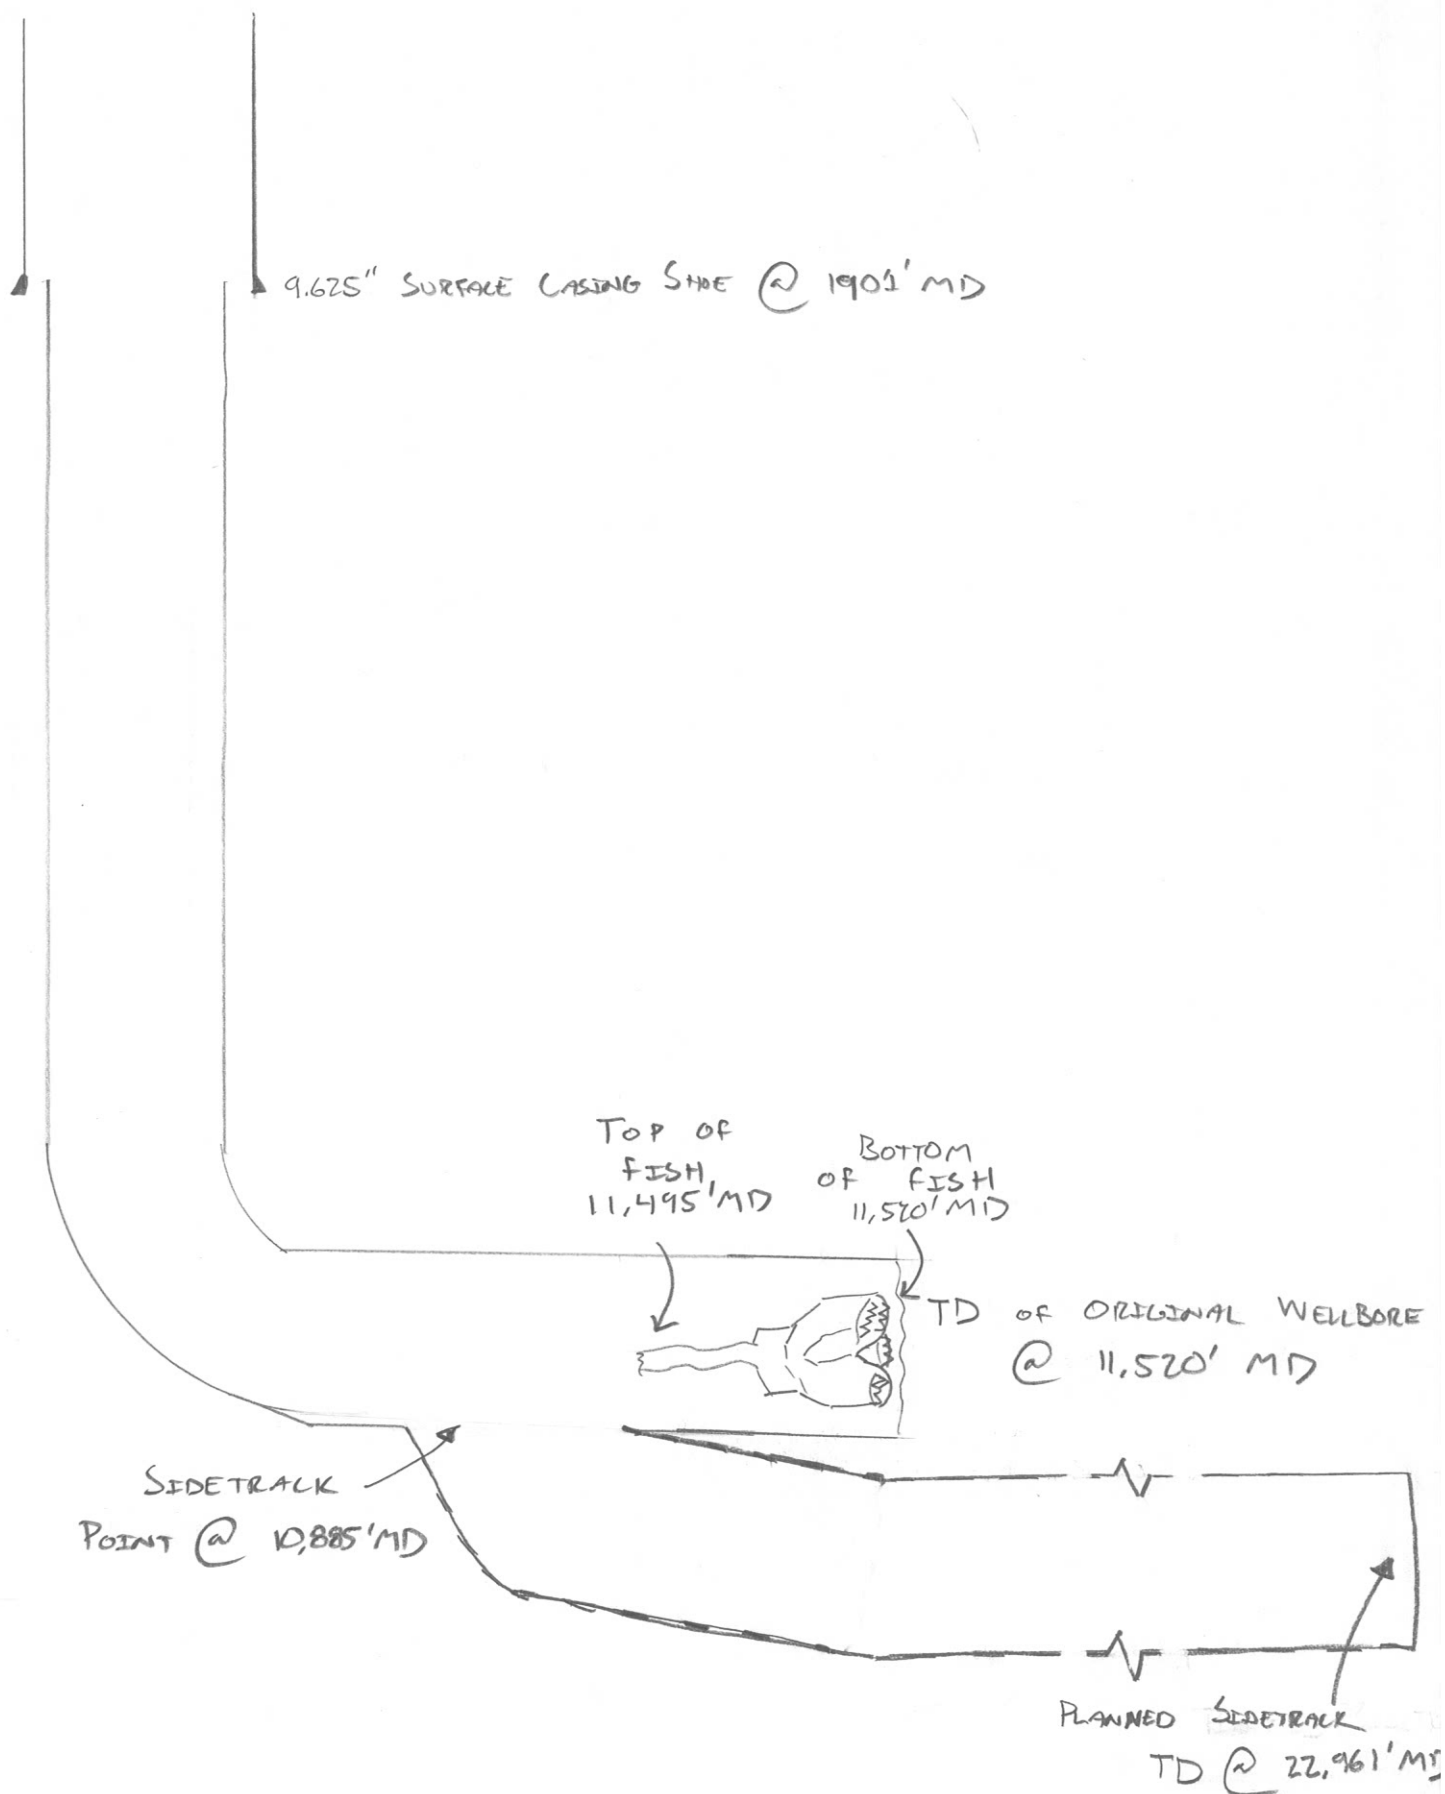 9.625" SURFACE CASING SHOE @ 1901' MD
TOP OF
FISH
11,495' MD
BOTTOM
OF FISH
11,520' MD
TD OF ORIGINAL WELLBORE
@ 11,520' MD
SIDETRACK
POINT @ 10,885' MD
PLANNED SIDETRACK
TD @ 22,961' MD